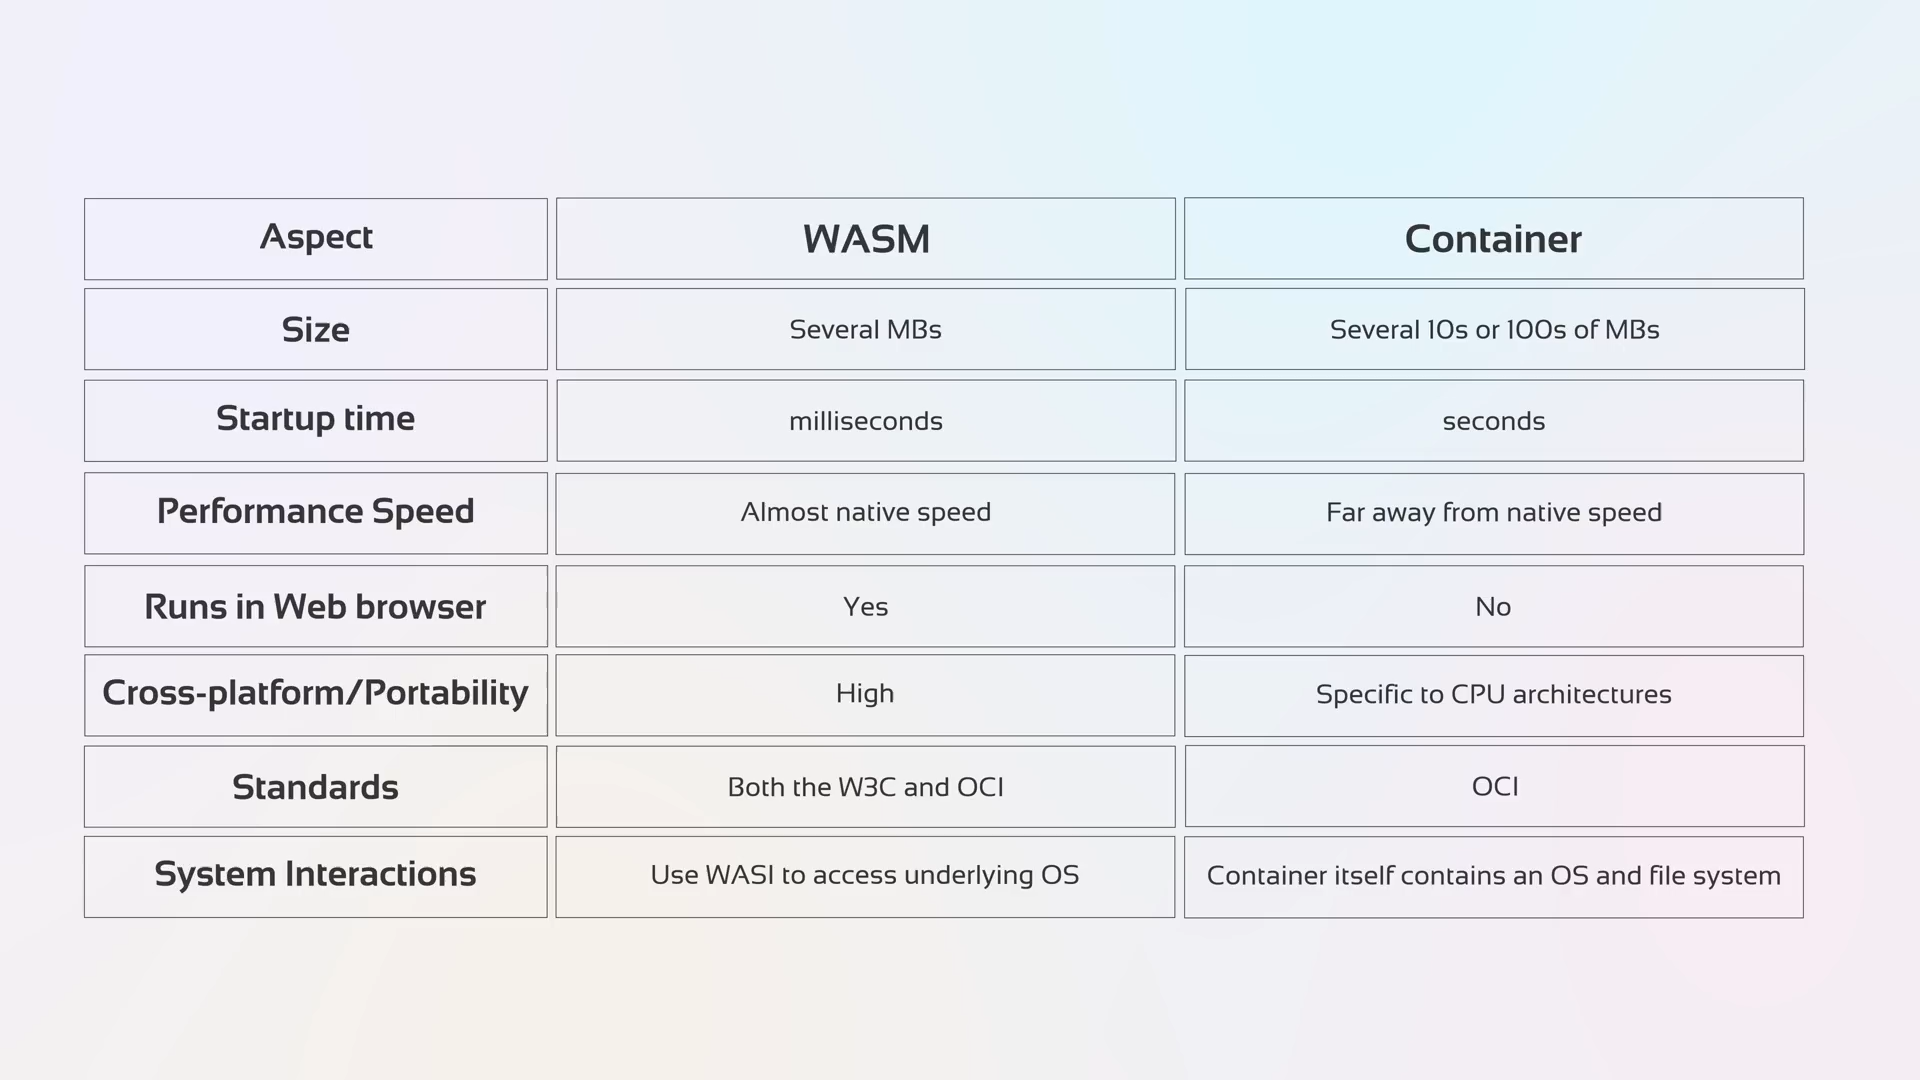 Aspect
WASM
Container
Size
Several MBs
Several 10s or 100s of MBs
Startup time
milliseconds
seconds
Performance Speed
Almost native speed
Far away from native speed
Runs in Web browser
Yes
No
Cross-platform/Portability
High
Specific to CPU architectures
Standards
Both the W3C and OCI
OCI
System Interactions
Use WASI to access underlying OS
Container itself contains an OS and file system